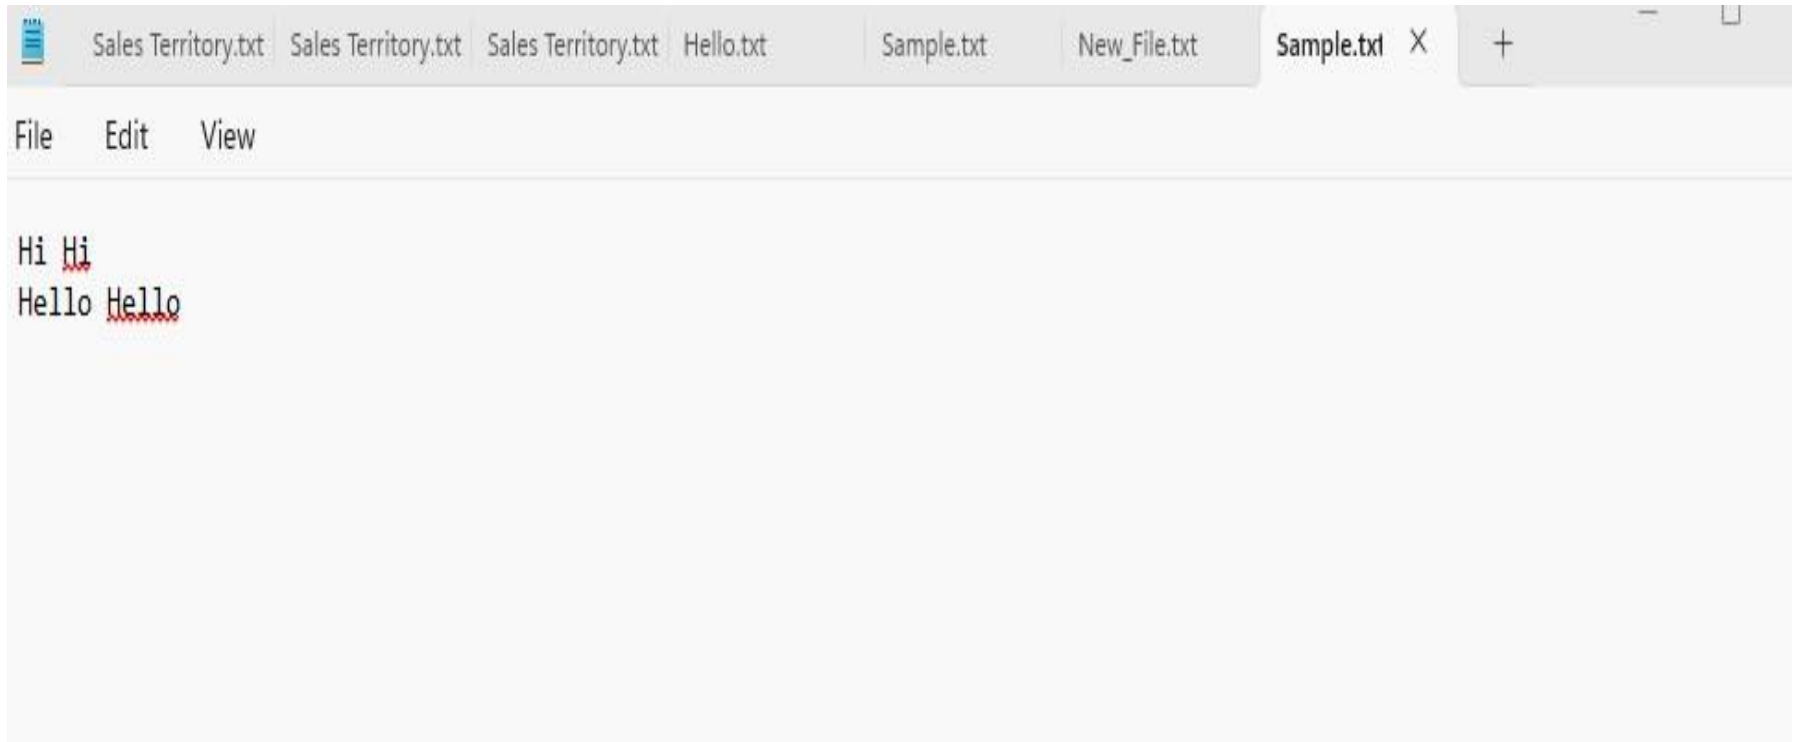 Sales Territory.txt Sales Territory.txt Sales Territory.txt Hello.txt Sample.txt New_File.txt Sample.txt
File Edit View
Hi Hi
Hello Hello